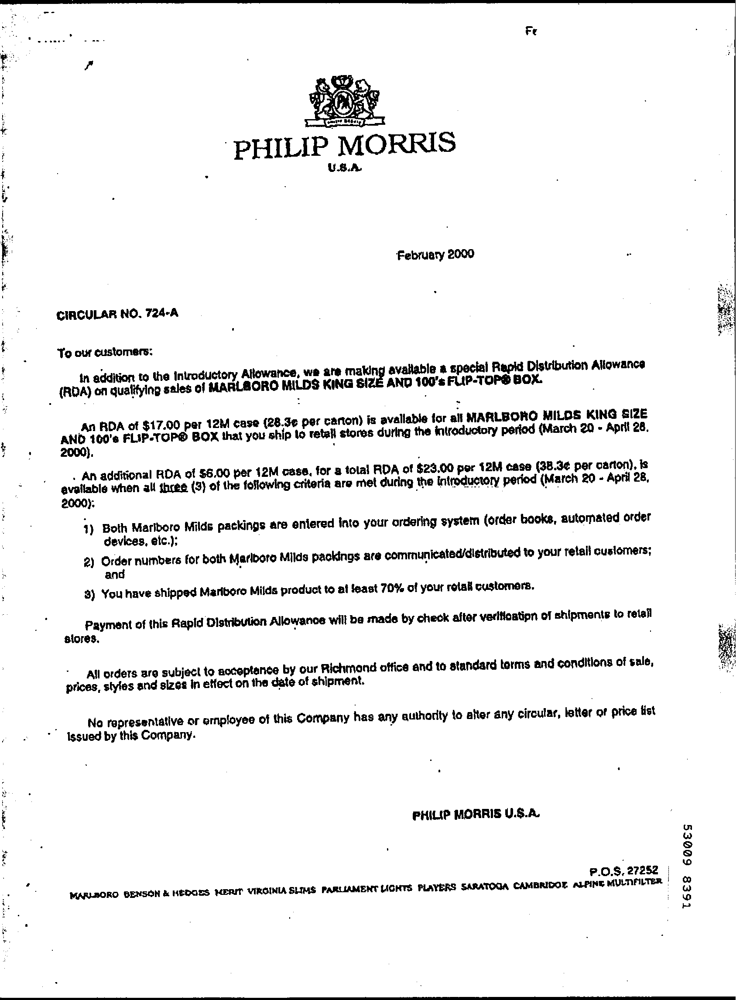 PHILIP MORRIS
U.S.A.
February 2000
CIRCULAR NO. 724-A
To our customers:
In addition to the Introductory Allowance, we are making available a special Rapid Distribution Allowance
(RDA) on qualifying sales of MARLBORO MILDS KING SIZE AND 100's FLIP-TOP® BOX.
An RDA of $17.00 per 12M case (28.3¢ per carton) is available for all MARLBORO MILDS KING SIZE
AND 100's FLIP-TOP® BOX that you ship to retail stores during the introductory period (March 20 - April 28,
2000).
An additional RDA of $6.00 per 12M case, for a total RDA of $23.00 per 12M case (38.3¢ per carton), is
available when all three (3) of the following criteria are met during the introductory period (March 20 - April 28,
2000):
1) Both Marlboro Milds packings are entered into your ordering system (order books, automated order
devices, etc.);
2) Order numbers for both Marlboro Milds packings are communicated/distributed to your retail customers;
and
3) You have shipped Marlboro Milds product to at least 70% of your retail customers.
Payment of this Rapid Distribution Allowance will be made by check after verification of shipments to retail
stores.
All orders are subject to acceptance by our Richmond office and to standard terms and conditions of sale,
prices, styles and sizes in effect on the date of shipment.
No representative or employee of this Company has any authority to alter any circular, letter or price list
issued by this Company.
PHILIP MORRIS U.S.A.
P.O.S. 27252
MARLBORO BENSON & HEDGES MERIT VIRGINIA SLIMS PARLIAMENT LIGHTS PLAYERS SARATOGA CAMBRIDGE ALPINE MULTIFILTER
53009 8391